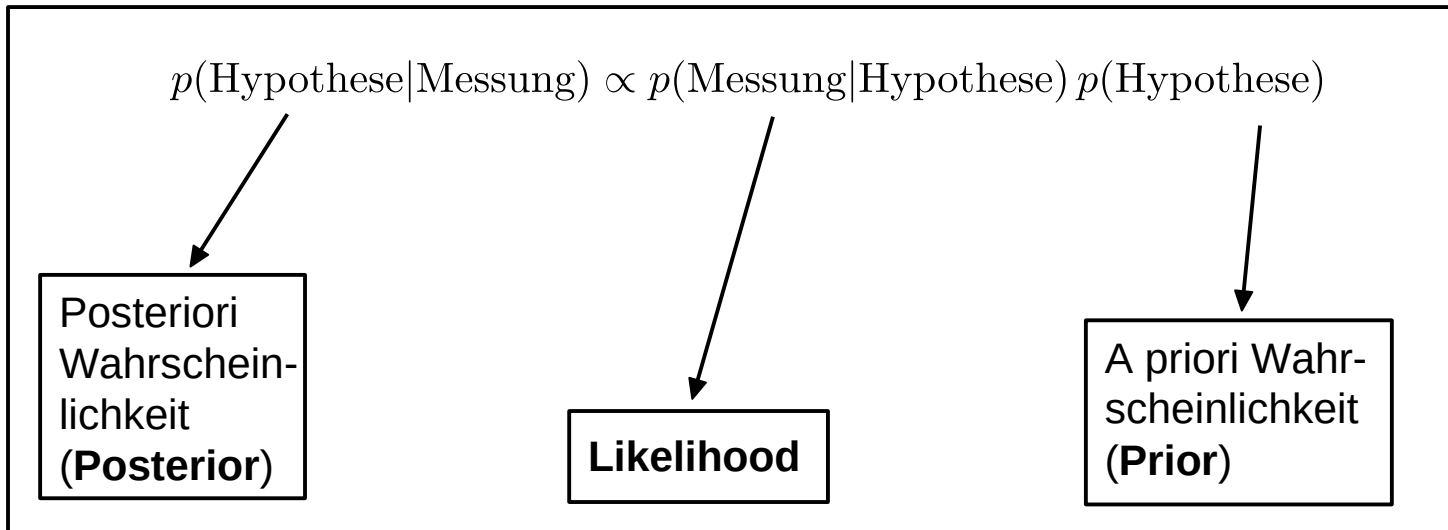 p(Hypothese|Messung) ∝ p(Messung|Hypothese) p(Hypothese)
Posteriori
Wahrschein-
lichkeit
(Posterior)
Likelihood
A priori Wahr-
scheinlichkeit
(Prior)